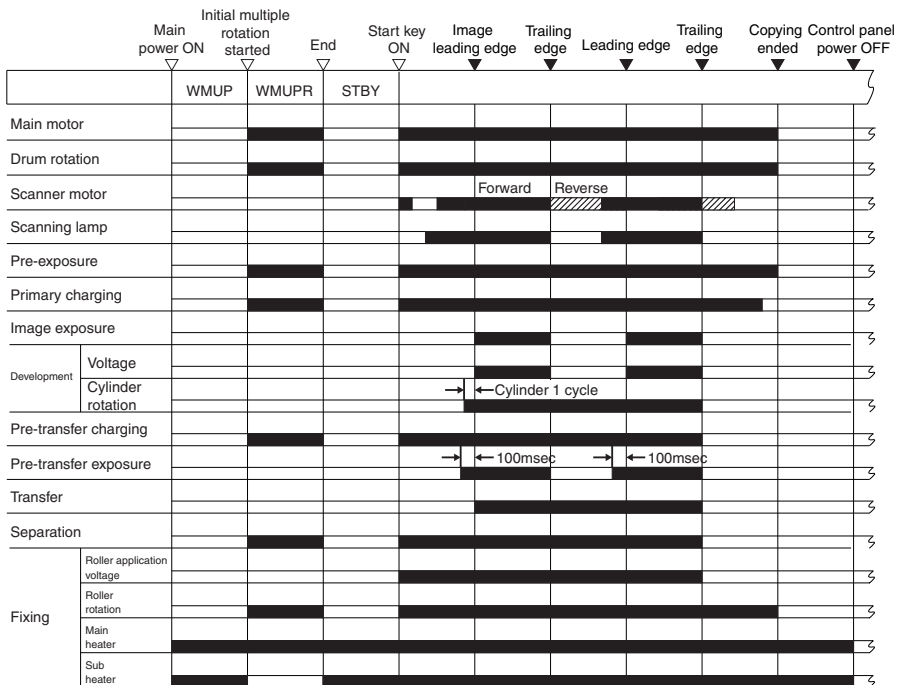 Main
power ON
Initial multiple
rotation
started
End
Start key
ON
Image
leading edge
Trailing
edge
Leading edge
Trailing
edge
Copying
ended
Control panel
power OFF
WMUP
WMUPR
STBY
Main motor
Drum rotation
Scanner motor
Forward
Reverse
Scanning lamp
Pre-exposure
Primary charging
Image exposure
Development
Voltage
Cylinder
rotation
Cylinder 1 cycle
Pre-transfer charging
Pre-transfer exposure
100msec
100msec
Transfer
Separation
Fixing
Roller application
voltage
Roller
rotation
Main
heater
Sub
heater